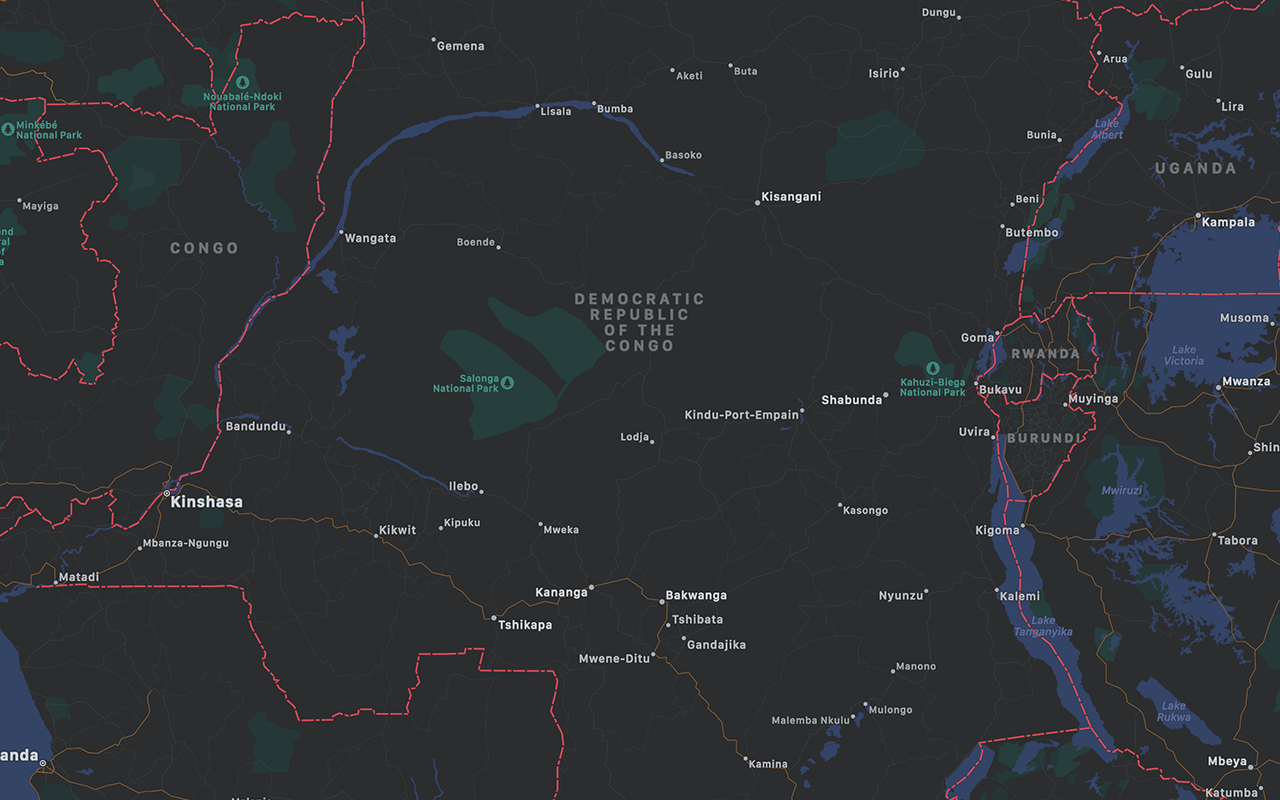 Dungu
Gemena
Arua
Aketi
Buta
Isirio
Gulu
Nouabalé-Ndoki
National Park
Lisala
Bumba
Lira
Minkébé
National Park
Lake
Albert
Bunia
Basoko
UGANDA
Mayiga
Kisangani
Beni
Kampala
Wangata
Boende
Butembo
CONGO
DEMOCRATIC
REPUBLIC
OF THE
CONGO
Musoma
Goma
RWANDA
Lake
Victoria
Salonga
National Park
Kahuzi-Biega
National Park
Bukavu
Mwanza
Shabunda
Muyinga
Kindu-Port-Empain
Bandundu
Lodja
Uvira
BURUNDI
Shin
Ilebo
Mwiruzi
Kinshasa
Kasongo
Kikwit
Kipuku
Mweka
Kigoma
Mbanza-Ngungu
Tabora
Matadi
Kananga
Bakwanga
Nyunzu
Kalemi
Tshikapa
Tshibata
Lake
Tanganyika
Gandajika
Mwene-Ditu
Manono
Malemba Nkulu
Mulongo
Lake
Rukwa
anda
Kamina
Mbeya
Katumba